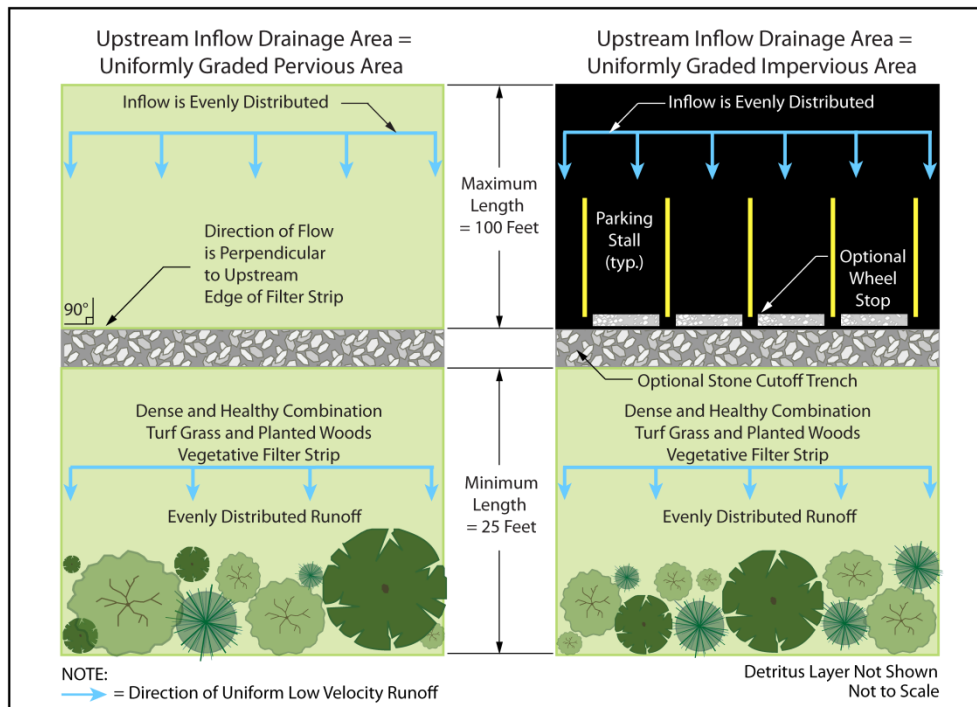 Upstream Inflow Drainage Area =
Uniformly Graded Pervious Area
Upstream Inflow Drainage Area =
Uniformly Graded Impervious Area
Inflow is Evenly Distributed
Inflow is Evenly Distributed
Maximum
Length
= 100 Feet
Direction of Flow
is Perpendicular
to Upstream
Edge of Filter Strip
90°
Parking
Stall
(typ.)
Optional
Wheel
Stop
Optional Stone Cutoff Trench
Dense and Healthy Combination
Turf Grass and Planted Woods
Vegetative Filter Strip
Evenly Distributed Runoff
Minimum
Length
= 25 Feet
Dense and Healthy Combination
Turf Grass and Planted Woods
Vegetative Filter Strip
Evenly Distributed Runoff
NOTE:
= Direction of Uniform Low Velocity Runoff
Detritus Layer Not Shown
Not to Scale